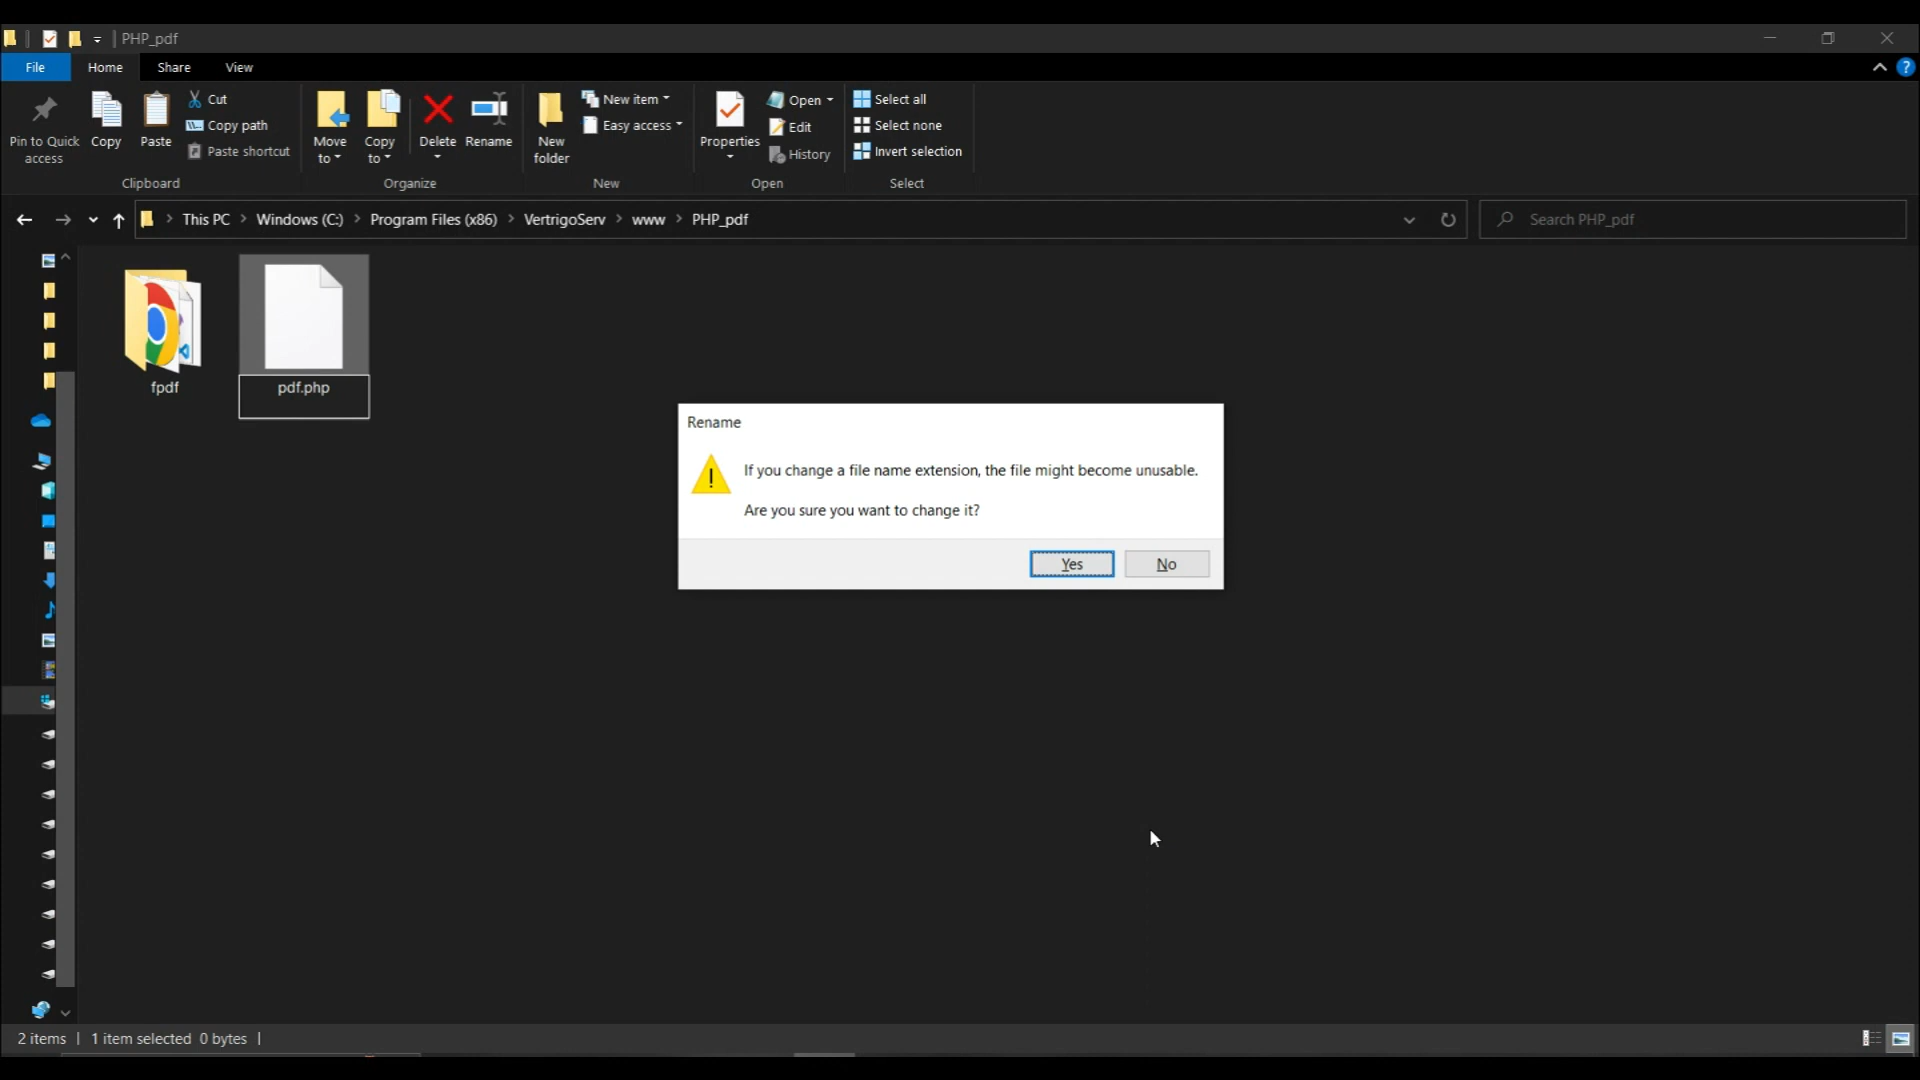 PHP_pdf
File Home Share View
Pin to Quick access
Copy
Paste
Cut
Copy path
Paste shortcut
Clipboard
Move to
Copy to
Delete
Rename
Organize
New folder
New item
Easy access
New
Properties
Open
Edit
History
Open
Select all
Select none
Invert selection
Select
This PC > Windows (C:) > Program Files (x86) > VertrigoServ > www > PHP_pdf
Search PHP_pdf
fpdf
pdf.php
Rename
If you change a file name extension, the file might become unusable.
Are you sure you want to change it?
Yes No
2 items | 1 item selected 0 bytes |